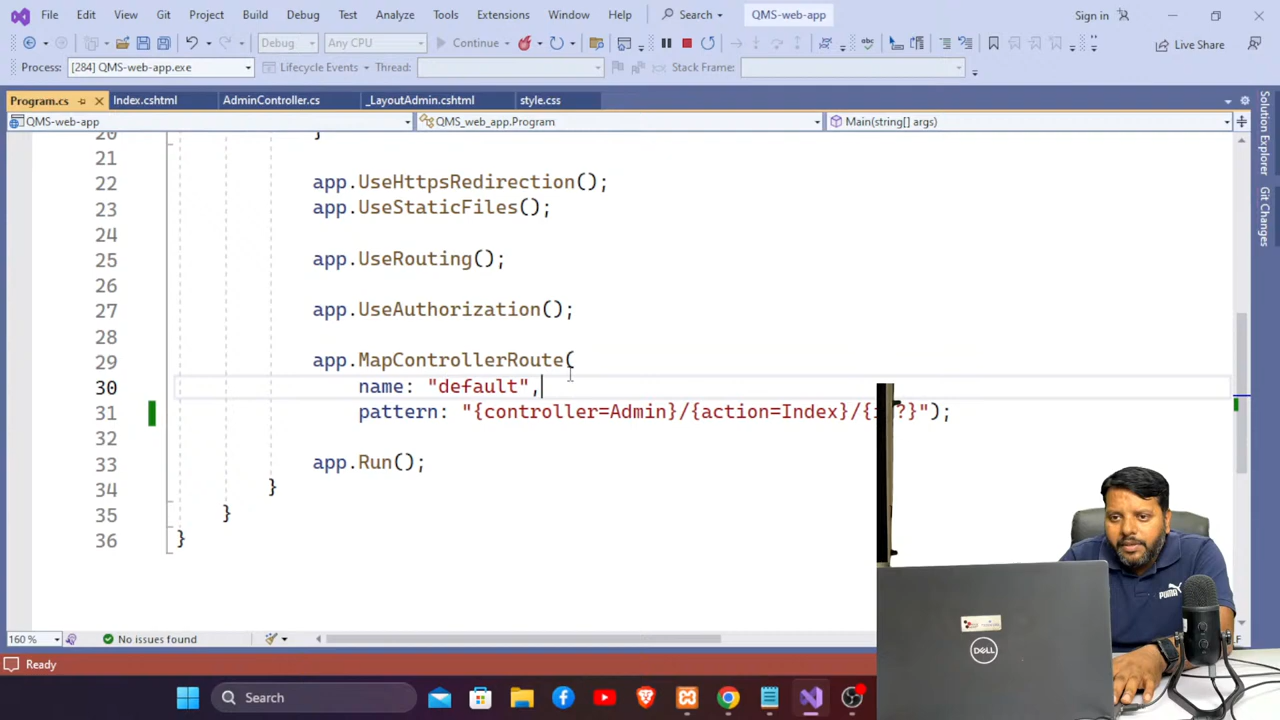 File Edit View Git Project Build Debug Test Analyze Tools Extensions Window Help Search QMS-web-app Sign in
Debug Any CPU Continue Live Share
Process: [284] QMS-web-app.exe Lifecycle Events Thread: Stack Frame:
Program.cs Index.cshtml AdminController.cs _LayoutAdmin.cshtml style.css
QMS-web-app QMS_web_app.Program Main(string[] args)
Solution Explorer
Git Changes
20 }
21
22 app.UseHttpsRedirection();
23 app.UseStaticFiles();
24
25 app.UseRouting();
26
27 app.UseAuthorization();
28
29 app.MapControllerRoute(
30 name: "default",
31 pattern: "{controller=Admin}/{action=Index}/{id?}");
32
33 app.Run();
34 }
35 }
36 }
160 % No issues found
Ready
Search
PUMA
DELL